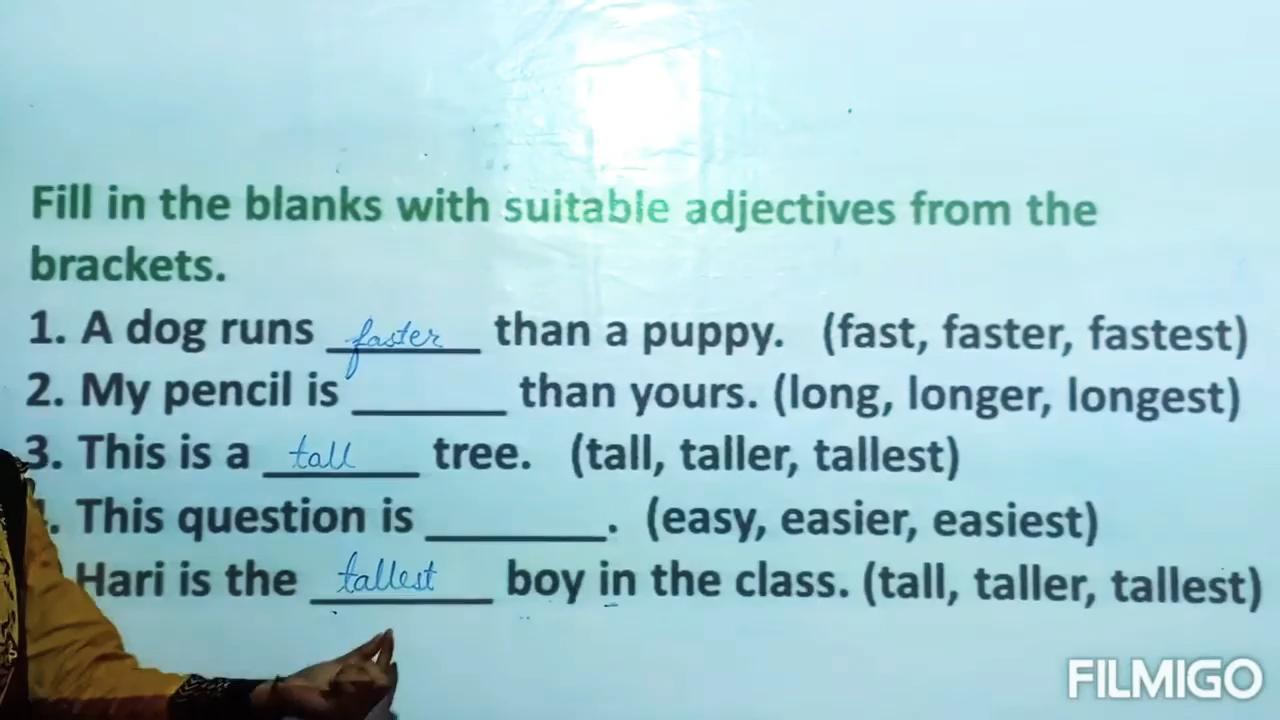 Fill in the blanks with suitable adjectives from the
brackets.
1. A dog runs faster than a puppy. (fast, faster, fastest)
2. My pencil is ______ than yours. (long, longer, longest)
3. This is a tall tree. (tall, taller, tallest)
. This question is _______. (easy, easier, easiest)
Hari is the tallest boy in the class. (tall, taller, tallest)
FILMIGO